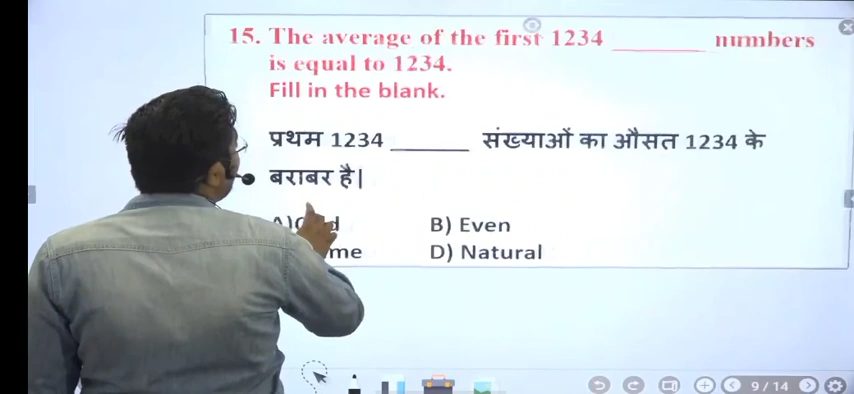 15. The average of the first 1234 ________ numbers
is equal to 1234.
Fill in the blank.
प्रथम 1234 ________ संख्याओं का औसत 1234 के
बराबर है|
B) Even
D) Natural
9 / 14